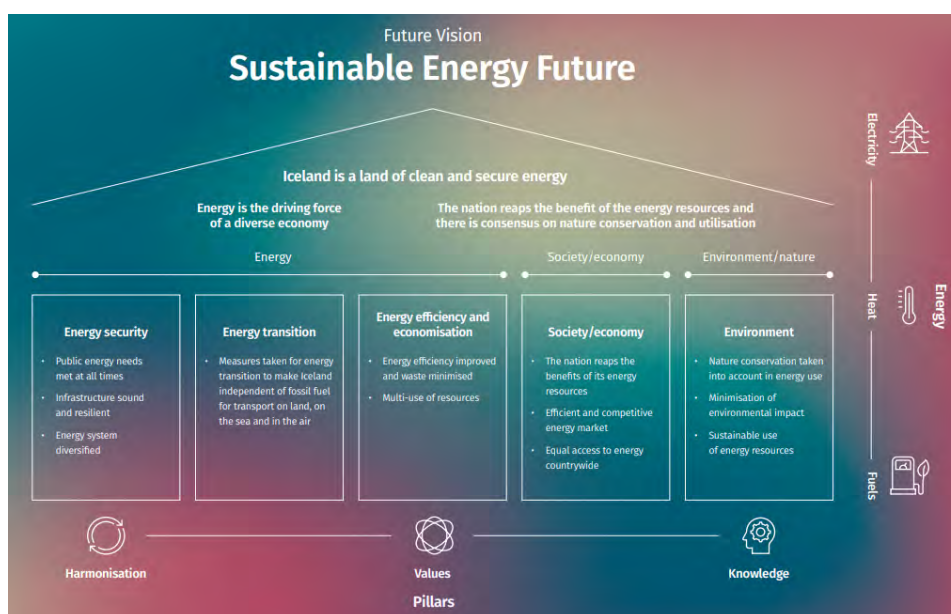 Future Vision
Sustainable Energy Future
Iceland is a land of clean and secure energy
Energy is the driving force
of a diverse economy
The nation reaps the benefit of the energy resources and
there is consensus on nature conservation and utilisation
Energy
Society/economy
Environment/nature
Energy security
• Public energy needs
met at all times
• Infrastructure sound
and resilient
• Energy system
diversified
Energy transition
• Measures taken for energy
transition to make Iceland
independent of fossil fuel
for transport on land, on
the sea and in the air
Energy efficiency and
economisation
• Energy efficiency improved
and waste minimised
• Multi-use of resources
Society/economy
• The nation reaps the
benefits of its energy
resources
• Efficient and competitive
energy market
• Equal access to energy
countrywide
Environment
• Nature conservation taken
into account in energy use
• Minimisation of
environmental impact
• Sustainable use
of energy resources
Electricity
Heat
Fuels
Energy
Harmonisation
Values
Knowledge
Pillars